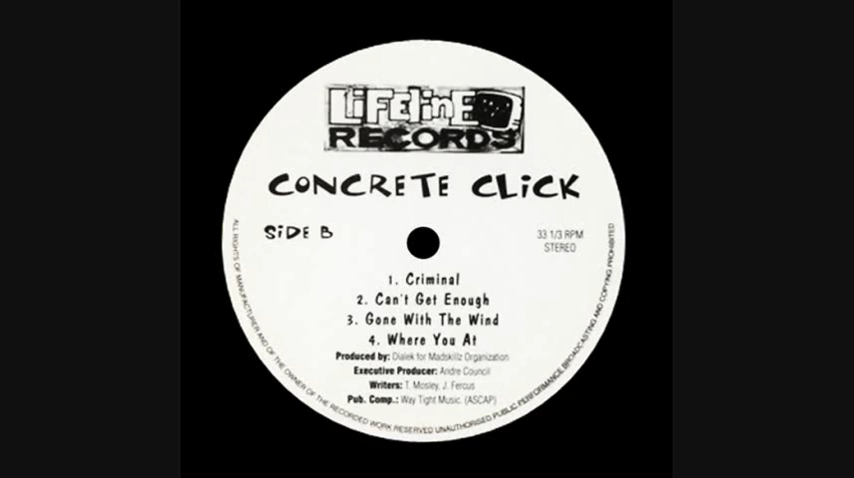 LiFEliNE
RECORDS
CONCRETE CLiCK
SiDE B
33 1/3 RPM
STEREO
1. Criminal
2. Can't Get Enough
3. Gone With The Wind
4. Where You At
Produced by: Dialek for Madskillz Organization
Executive Producer: Andre Council
Writers: T. Mosley, J. Fercus
Pub. Comp.: Way Tight Music. (ASCAP)
ALL RIGHTS OF MANUFACTURER AND OF THE OWNER OF THE RECORDED WORK RESERVED UNAUTHORISED PUBLIC PERFORMANCE BROADCASTING AND COPYING PROHIBITED